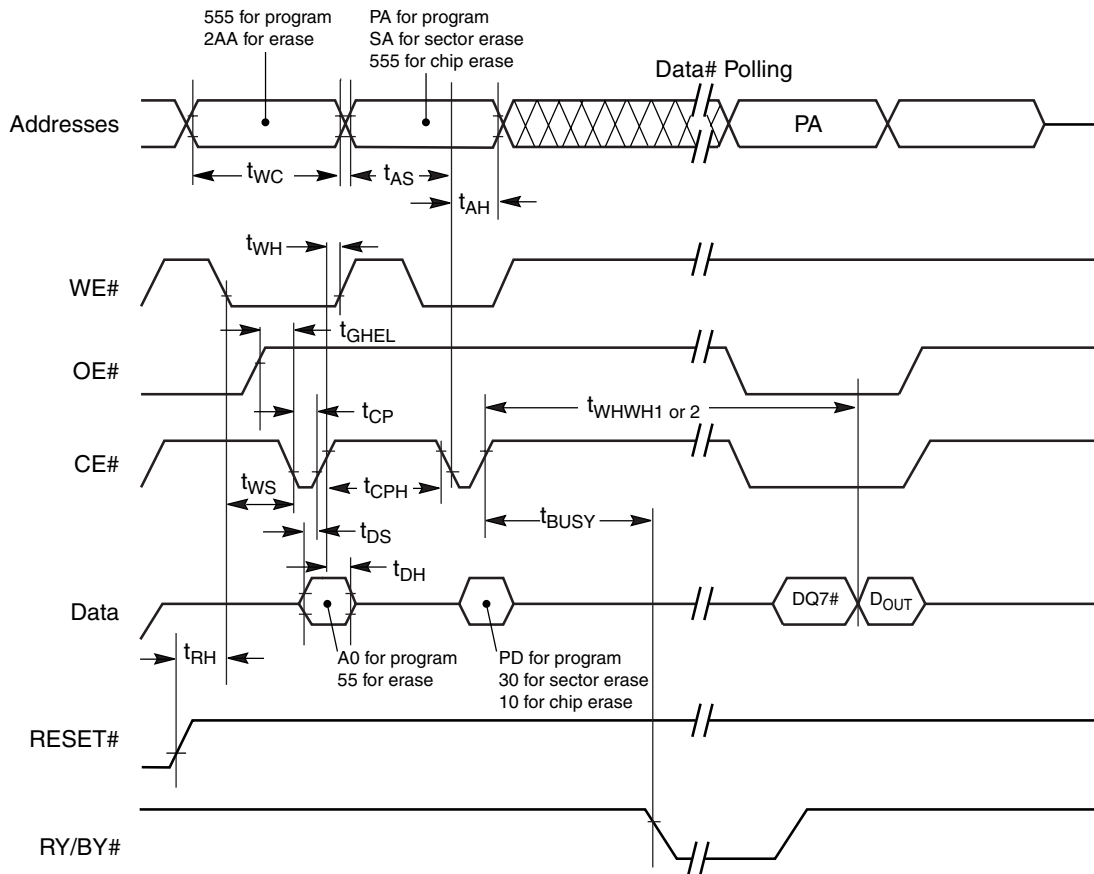 555 for program
2AA for erase
PA for program
SA for sector erase
555 for chip erase
Data# Polling
Addresses
PA
tWC
tAS
tAH
tWH
WE#
tGHEL
OE#
tCP
tWHWH1 or 2
CE#
tWS
tCPH
tBUSY
tDS
tDH
Data
DQ7#
DOUT
tRH
A0 for program
55 for erase
PD for program
30 for sector erase
10 for chip erase
RESET#
RY/BY#